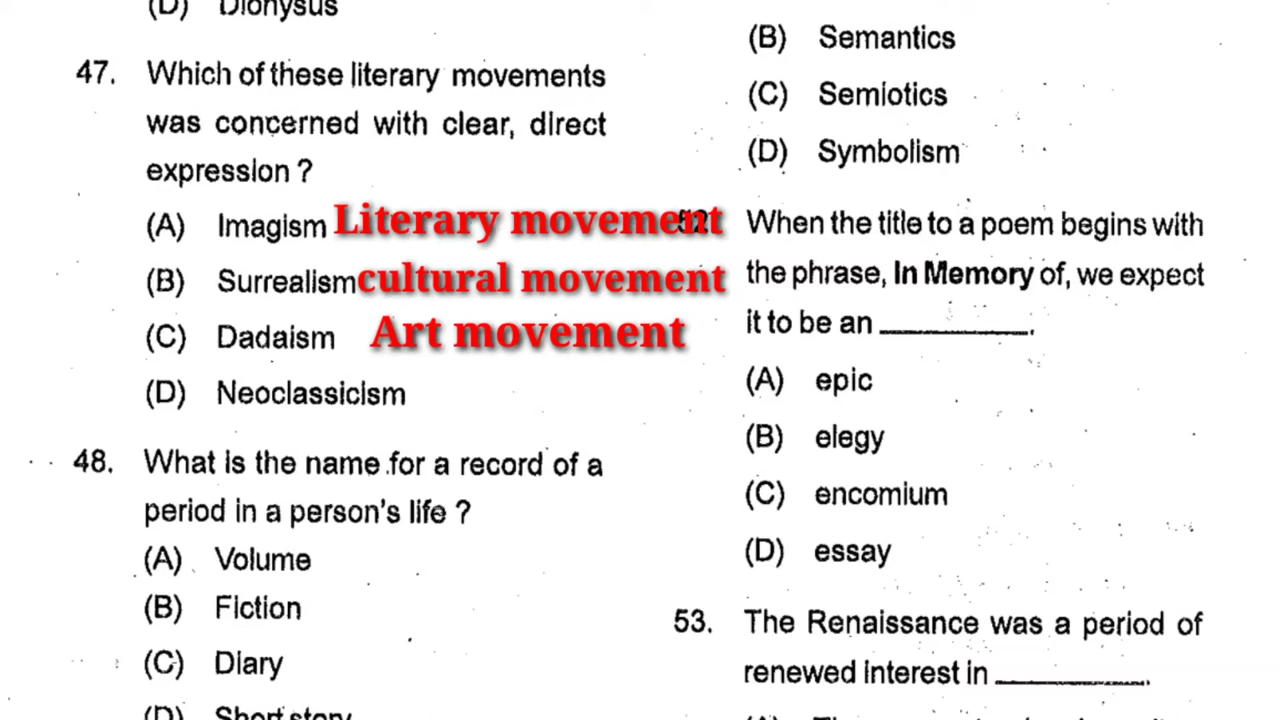 (D) Dionysus
47. Which of these literary movements
was concerned with clear, direct
expression ?
(A) Imagism Literary movement
(B) Surrealism cultural movement
(C) Dadaism Art movement
(D) Neoclassicism
48. What is the name for a record of a
period in a person's life ?
(A) Volume
(B) Fiction
(C) Diary
(D) Short story
(B) Semantics
(C) Semiotics
(D) Symbolism
52. When the title to a poem begins with
the phrase, In Memory of, we expect
it to be an ____________.
(A) epic
(B) elegy
(C) encomium
(D) essay
53. The Renaissance was a period of
renewed interest in ____________.
(A)